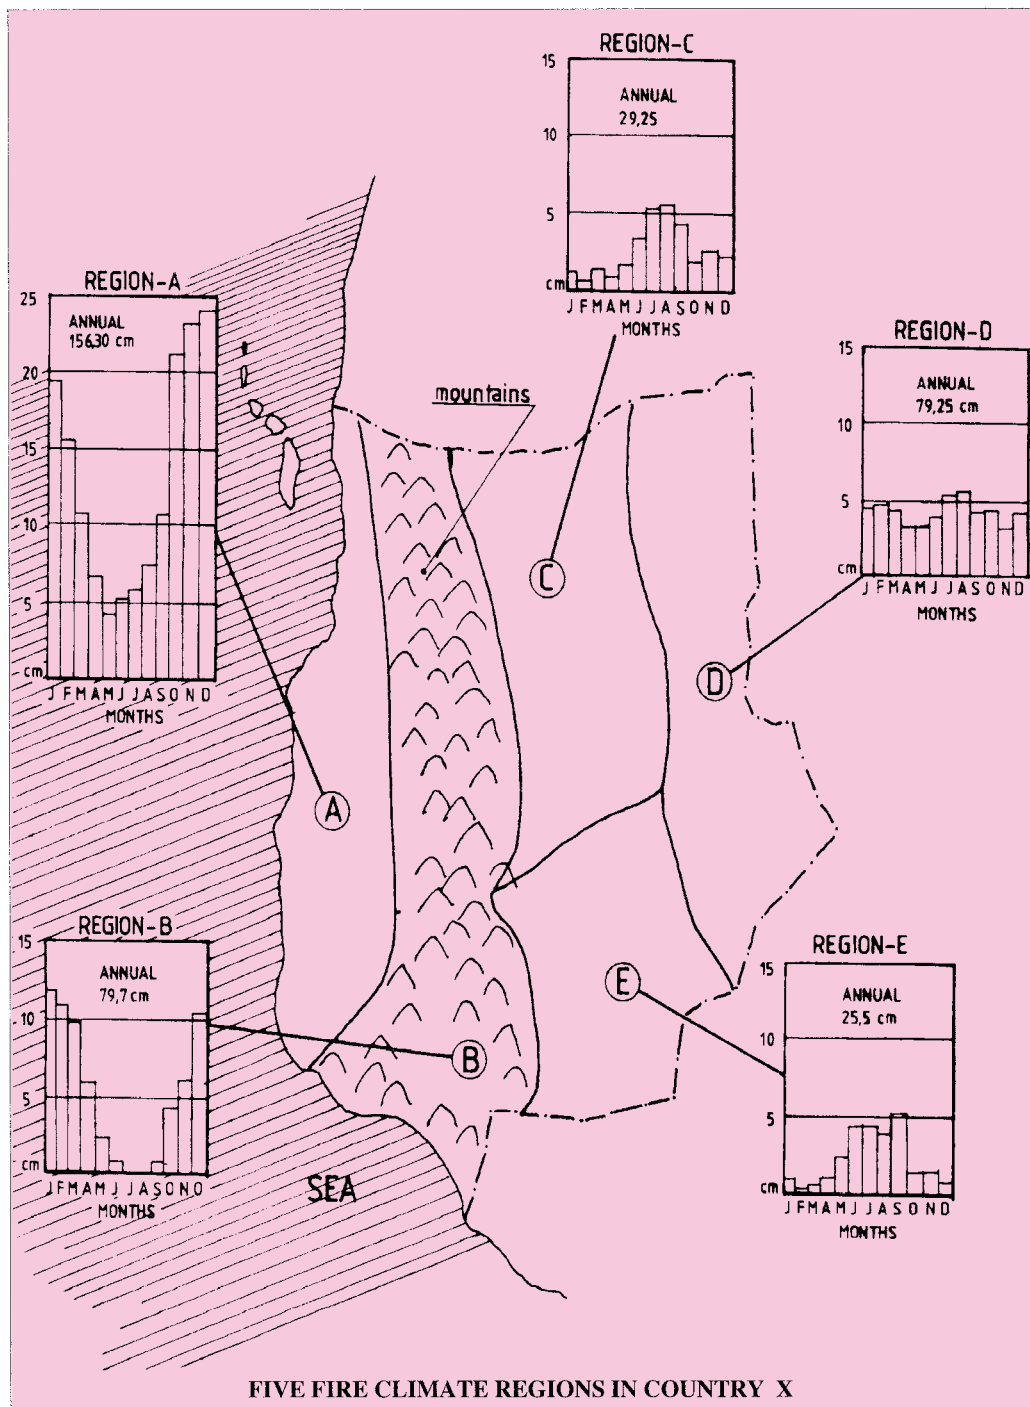 REGION-C
15
ANNUAL
29,25
10
5
cm
J F M A M J J A S O N D
MONTHS
REGION-A
25
ANNUAL
156,30 cm
20
15
10
5
cm
J F M A M J J A S O N D
MONTHS
mountains
REGION-D
15
ANNUAL
79,25 cm
10
5
cm
J F M A M J J A S O N D
MONTHS
C
D
A
REGION-B
15
ANNUAL
79,7 cm
10
5
cm
J F M A M J J A S O N D
MONTHS
B
E
REGION-E
15
ANNUAL
25,5 cm
10
5
cm
J F M A M J J A S O N D
MONTHS
SEA
FIVE FIRE CLIMATE REGIONS IN COUNTRY X